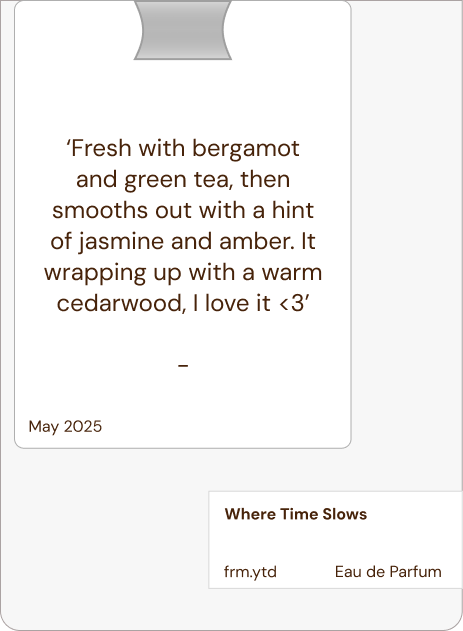 ‘Fresh with bergamot
and green tea, then
smooths out with a hint
of jasmine and amber. It
wrapping up with a warm
cedarwood, I love it <3’
–
May 2025
Where Time Slows
frm.ytd Eau de Parfum